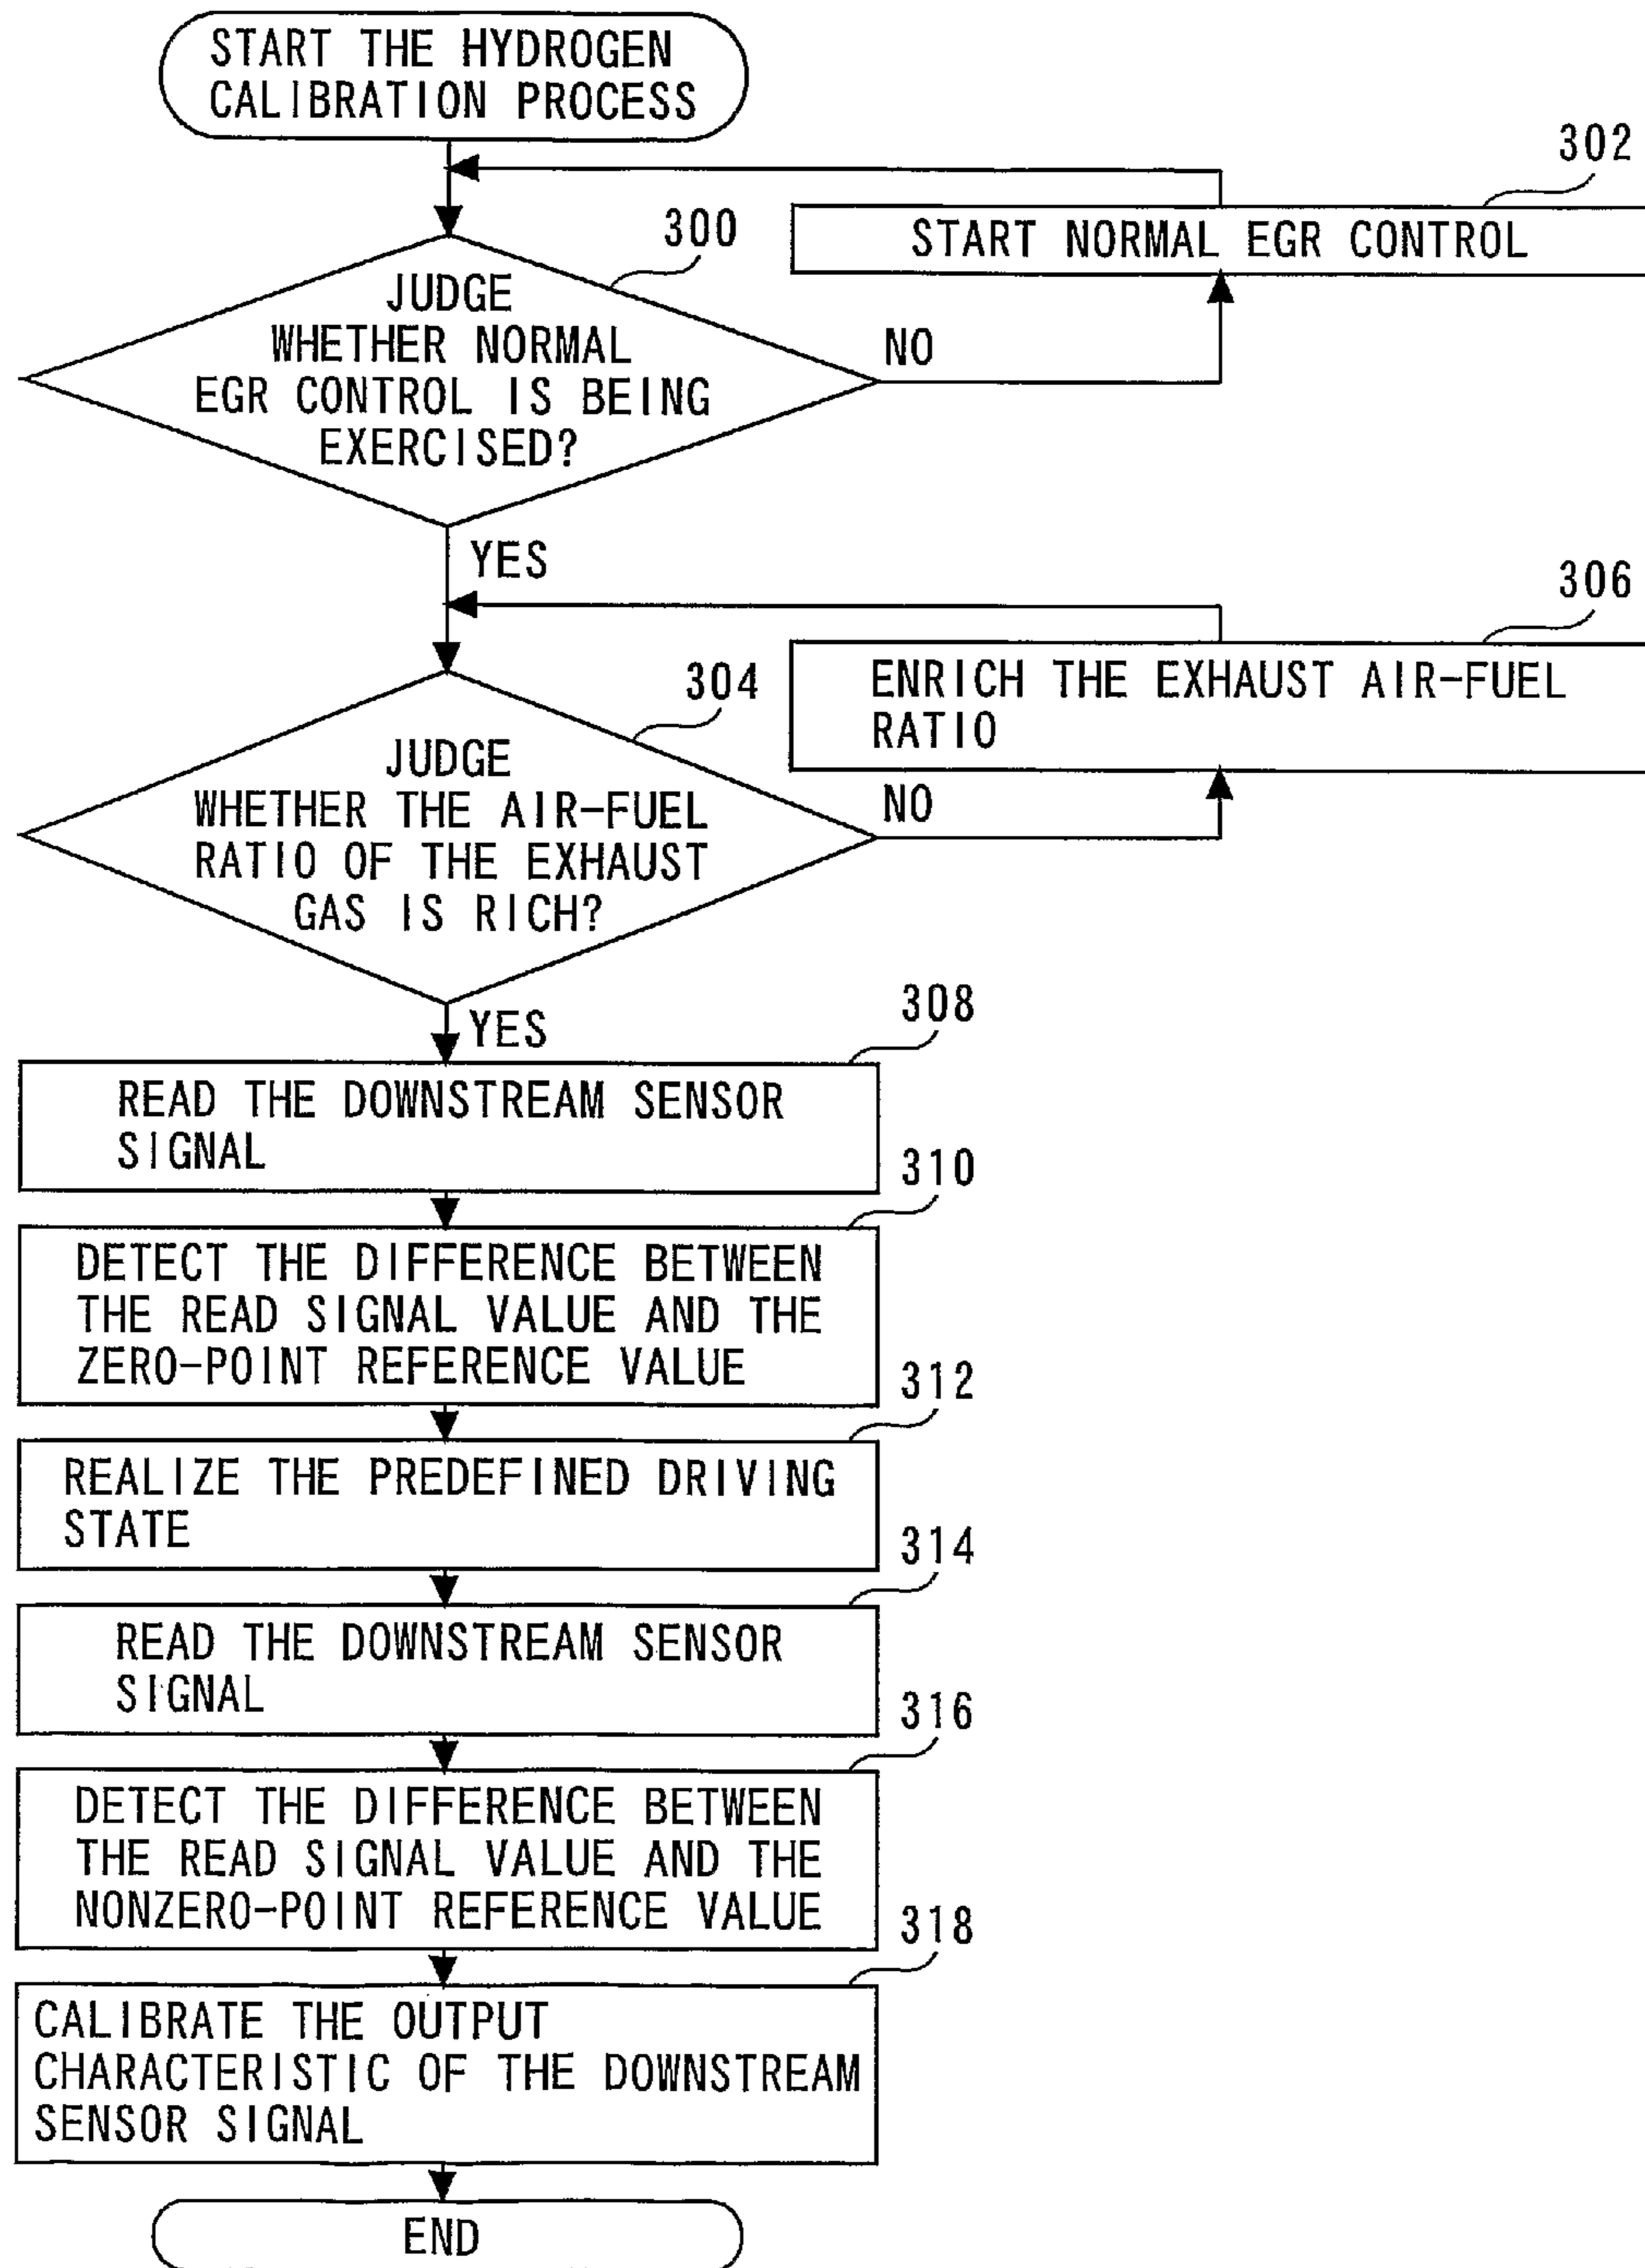 START THE HYDROGEN
CALIBRATION PROCESS
302
START NORMAL EGR CONTROL
300
JUDGE
WHETHER NORMAL
EGR CONTROL IS BEING
EXERCISED?
NO
YES
306
ENRICH THE EXHAUST AIR-FUEL
RATIO
304
JUDGE
WHETHER THE AIR-FUEL
RATIO OF THE EXHAUST
GAS IS RICH?
NO
YES
308
READ THE DOWNSTREAM SENSOR
SIGNAL
310
DETECT THE DIFFERENCE BETWEEN
THE READ SIGNAL VALUE AND THE
ZERO-POINT REFERENCE VALUE
312
REALIZE THE PREDEFINED DRIVING
STATE
314
READ THE DOWNSTREAM SENSOR
SIGNAL
316
DETECT THE DIFFERENCE BETWEEN
THE READ SIGNAL VALUE AND THE
NONZERO-POINT REFERENCE VALUE
318
CALIBRATE THE OUTPUT
CHARACTERISTIC OF THE DOWNSTREAM
SENSOR SIGNAL
END